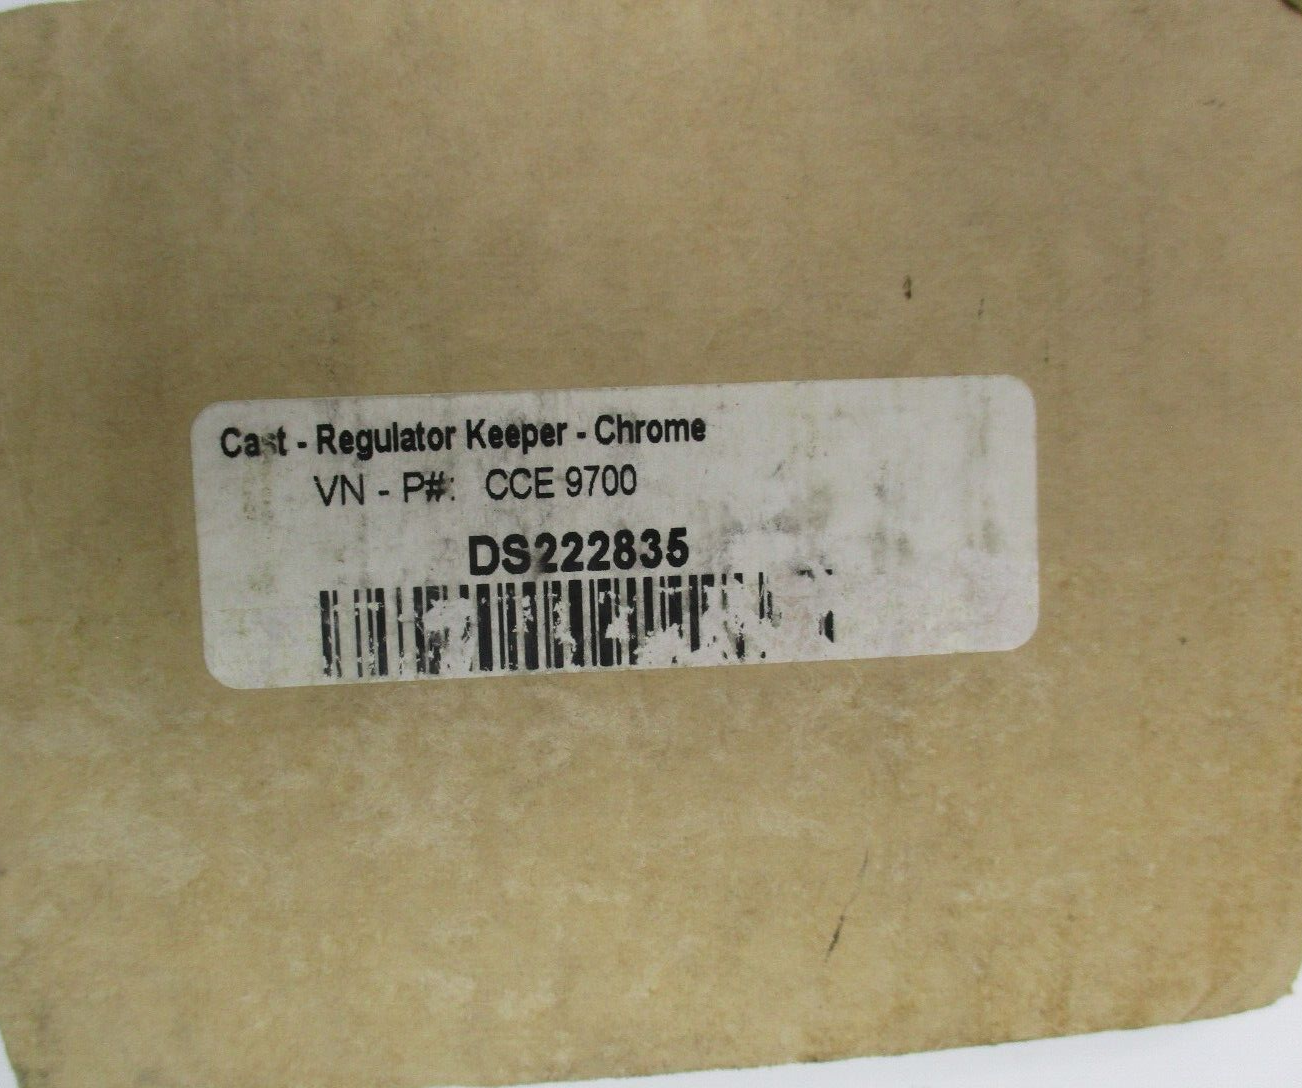 Cast - Regulator Keeper - Chrome
VN - P#: CCE 9700
DS222835